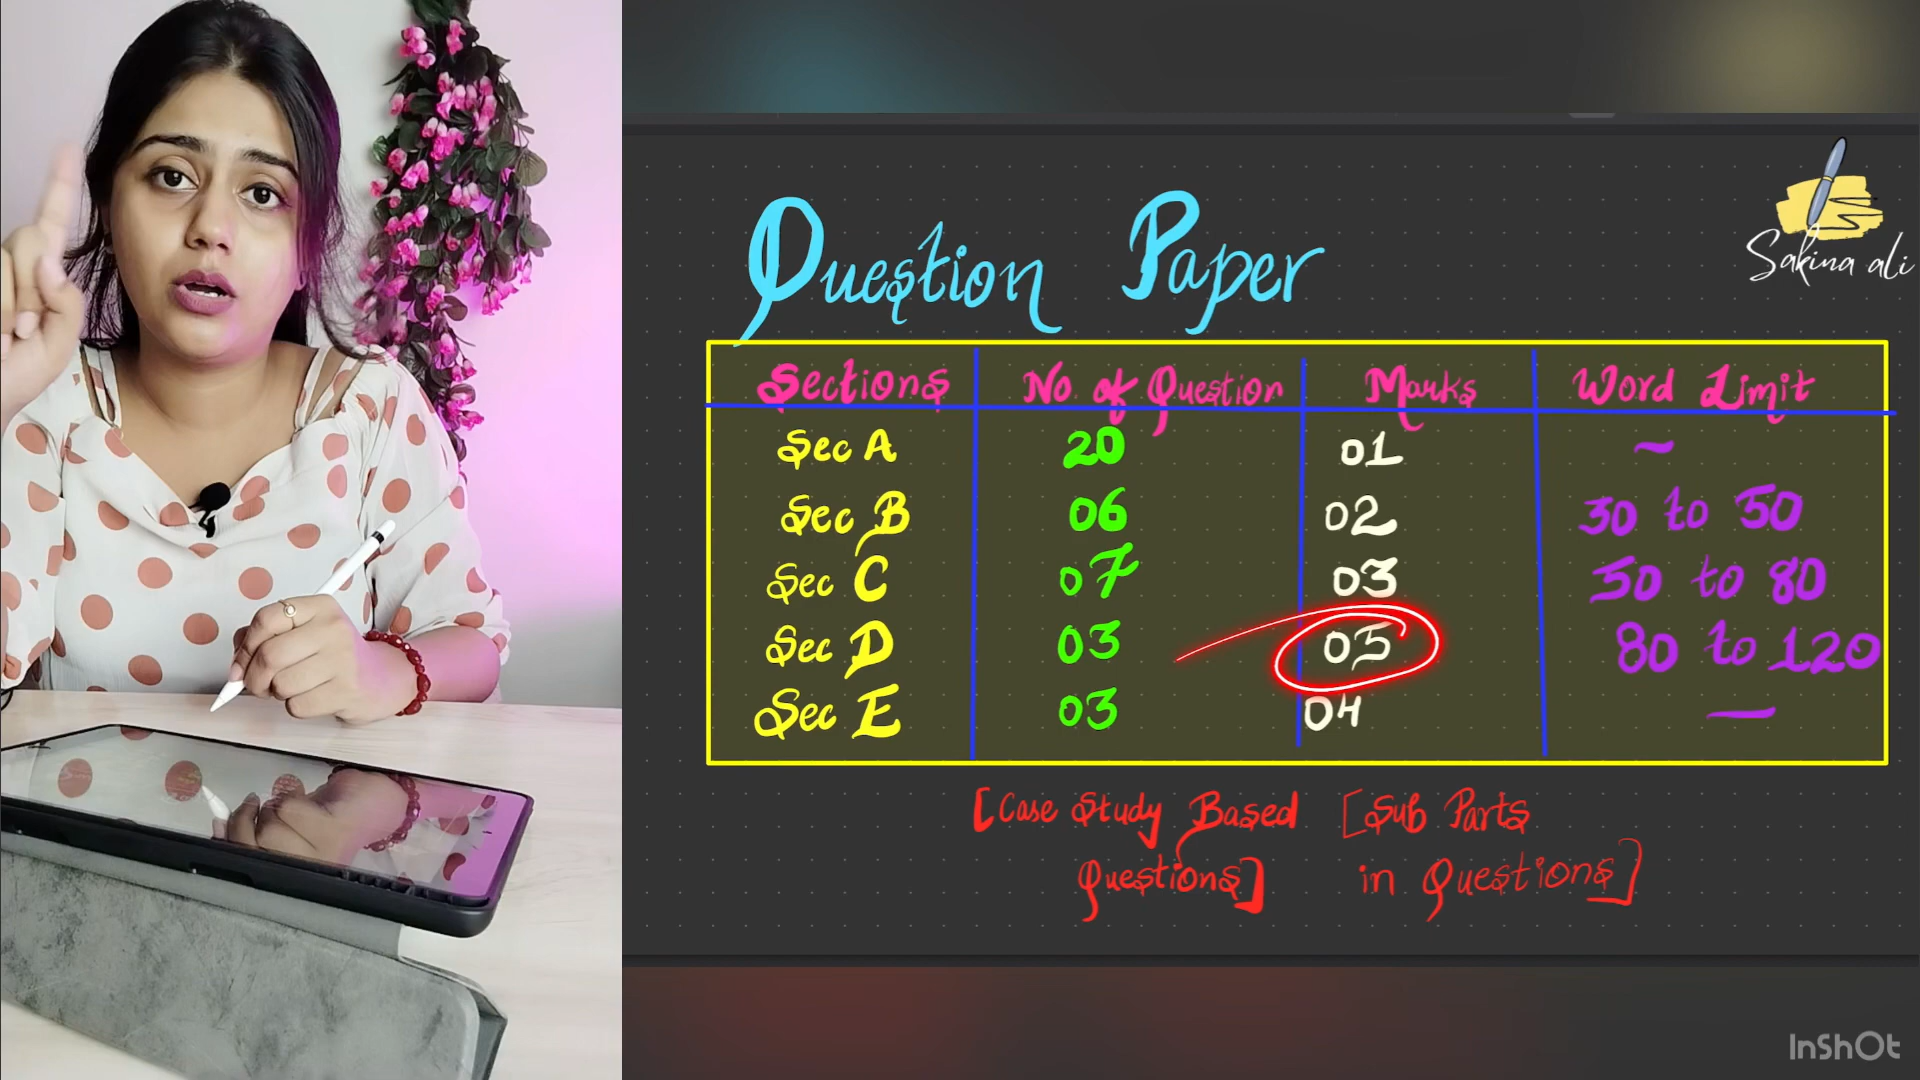 Question Paper
Sakina ali
Sections No of Question Marks Word Limit
Sec A 20 01 ~
Sec B 06 02 30 to 50
Sec C 07 03 50 to 80
Sec D 03 05 80 to 120
Sec E 03 04 —
[Case Study Based [Sub Parts
Questions] in Questions]
InShOt